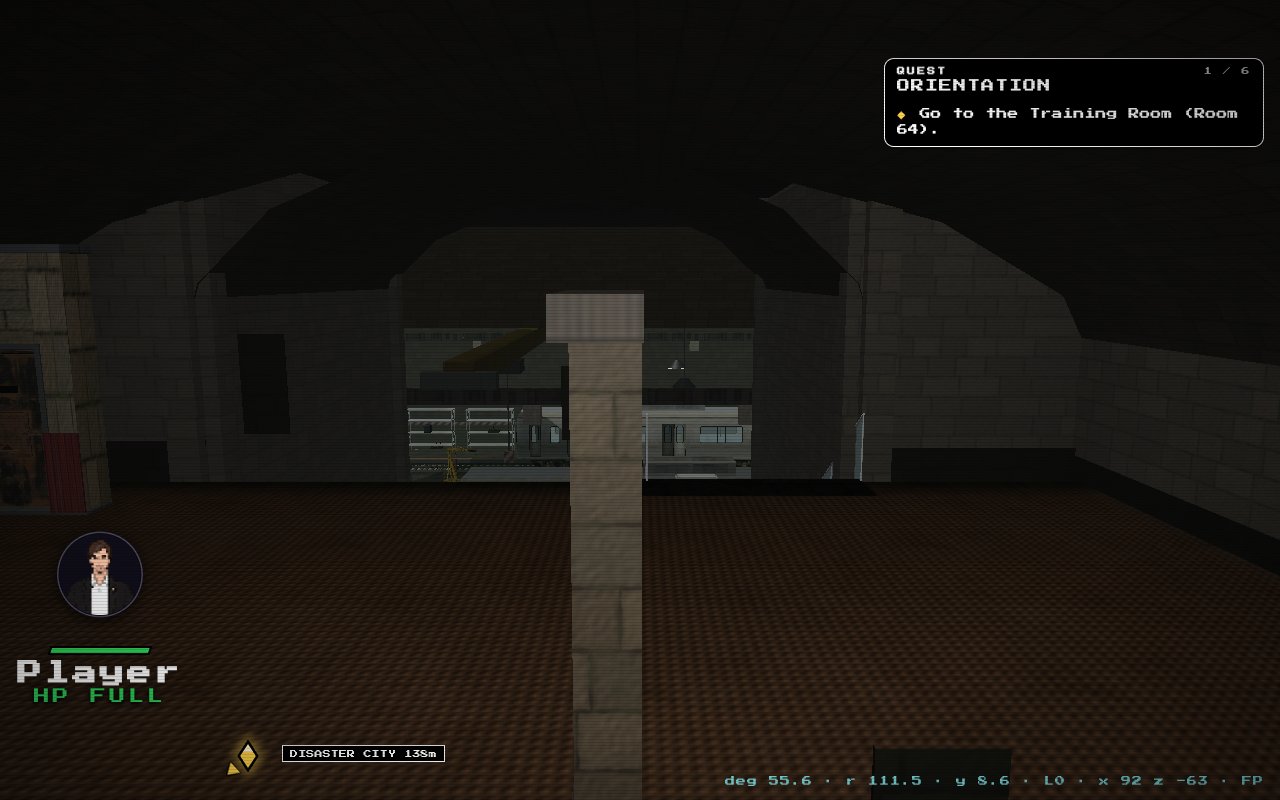 QUEST
1 / 6
ORIENTATION
◆ Go to the Training Room (Room
64).
Player
HP FULL
DISASTER CITY 138m
deg 55.6 · r 111.5 · y 8.6 · L0 · x 92 z -63 · FP